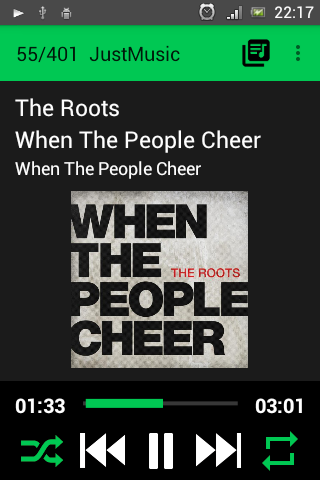 22:17
55/401 JustMusic
The Roots
When The People Cheer
When The People Cheer
WHEN
THE
THE ROOTS
PEOPLE
CHEER
01:33
03:01